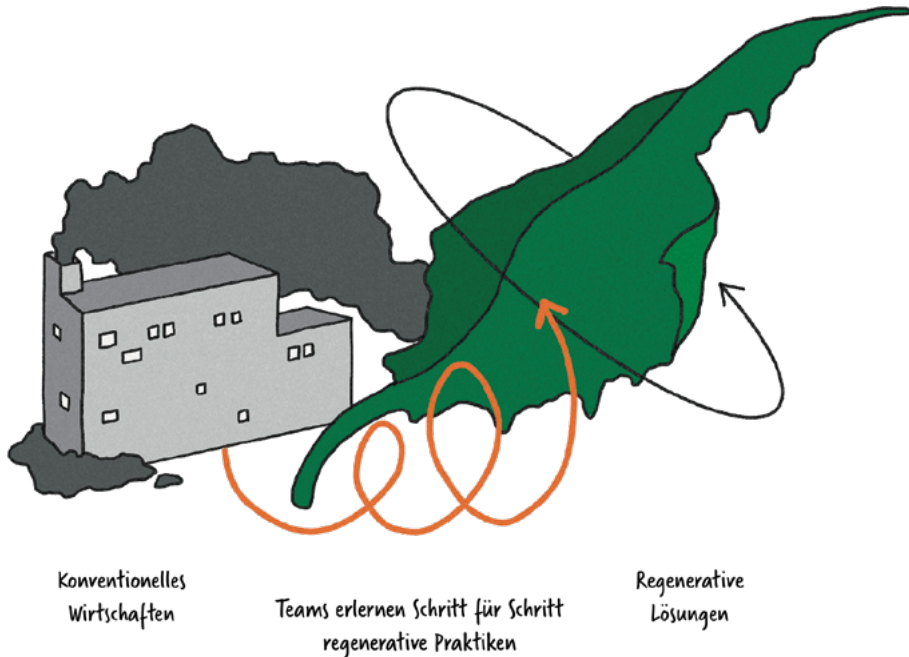 Konventionelles
Wirtschaften
Teams erlernen Schritt für Schritt
regenerative Praktiken
Regenerative
Lösungen